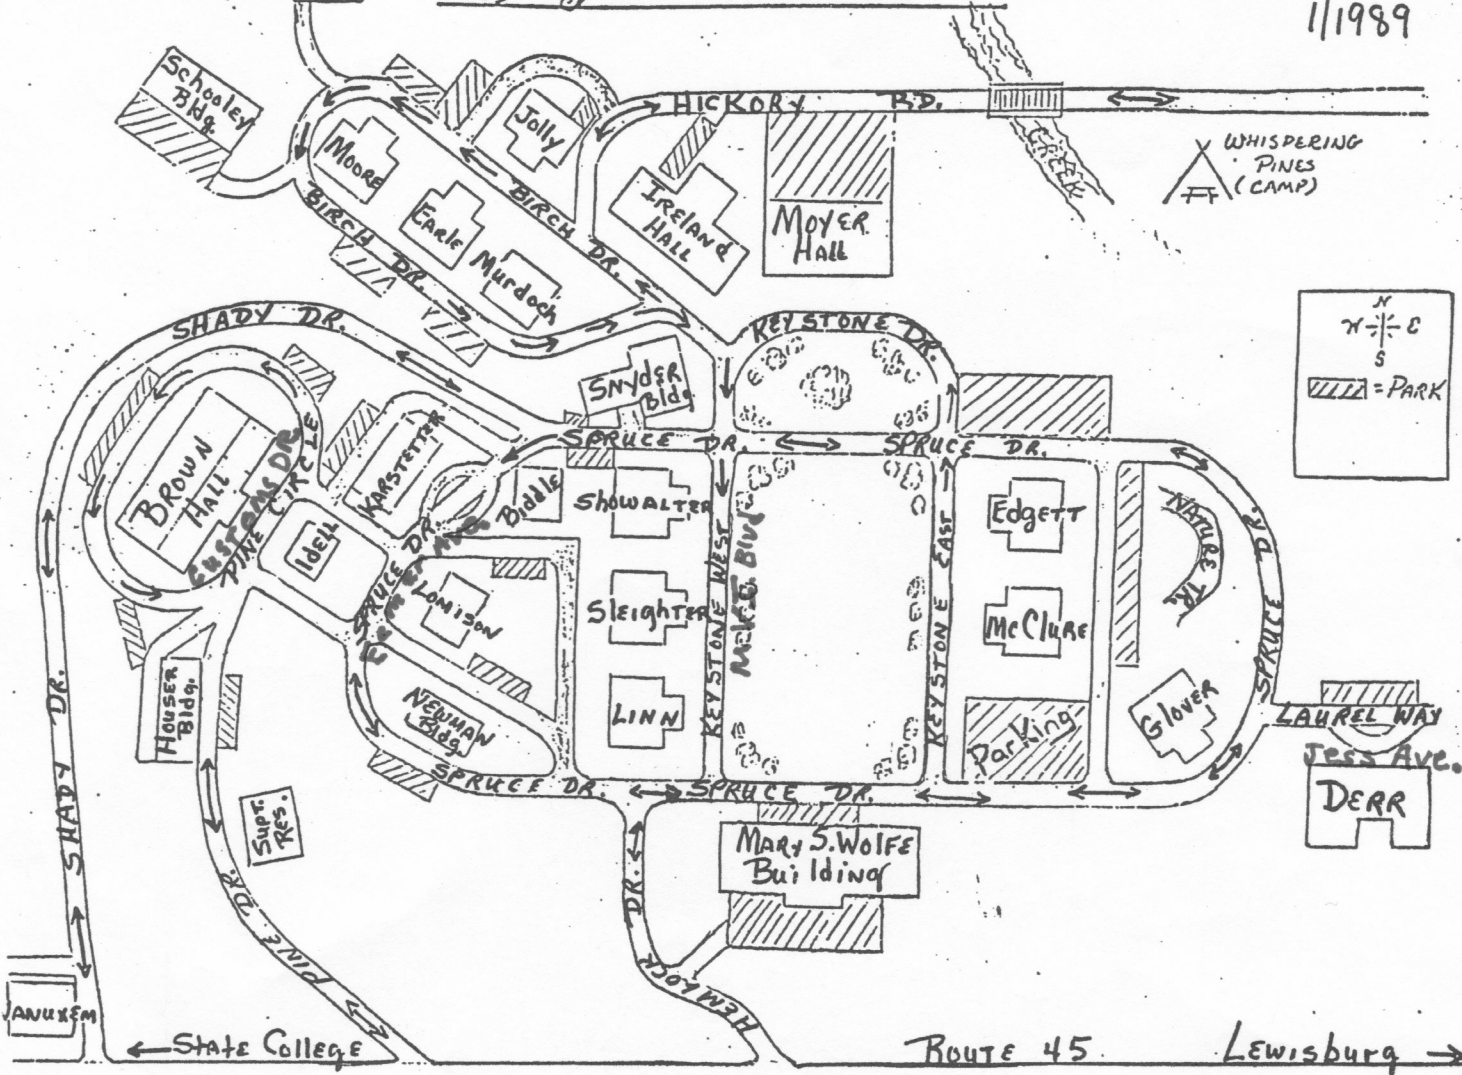 1/1989
Schooley
Bldg.
HICKORY RD.
Jolly
WHISPERING
PINES
(CAMP)
CREEK
MOORE
IRELAND
HALL
MOYER
HALL
BIRCH DR.
EARLE
BIRCH DR.
Murdoch
N
W E
S
= PARK
SHADY DR.
KEYSTONE DR.
SNYDER
Bldg
SPRUCE DR.
SPRUCE DR.
BROWN
HALL
CUSTOMS DR.
PINE CIRCLE
KARSTETTER
Biddle
SHOWALTER
EDGETT
NATURE TR.
IDELL
SPRUCE DR.
LOMISON
SLEIGHTER
KEYSTONE WEST
KEYSTONE EAST
McCLURE
SPRUCE DR.
HOUSER
Bldg.
NEWMAN
Bldg.
LINN
Parking
GLOVER
LAUREL WAY
Jess Ave.
DERR
SHADY DR.
SPRUCE DR.
SPRUCE DR.
SUPT.
RES.
MARY S. WOLFE
Building
PINE DR.
PINE
HEMLOCK DR.
State College
ROUTE 45
LEWISBURG